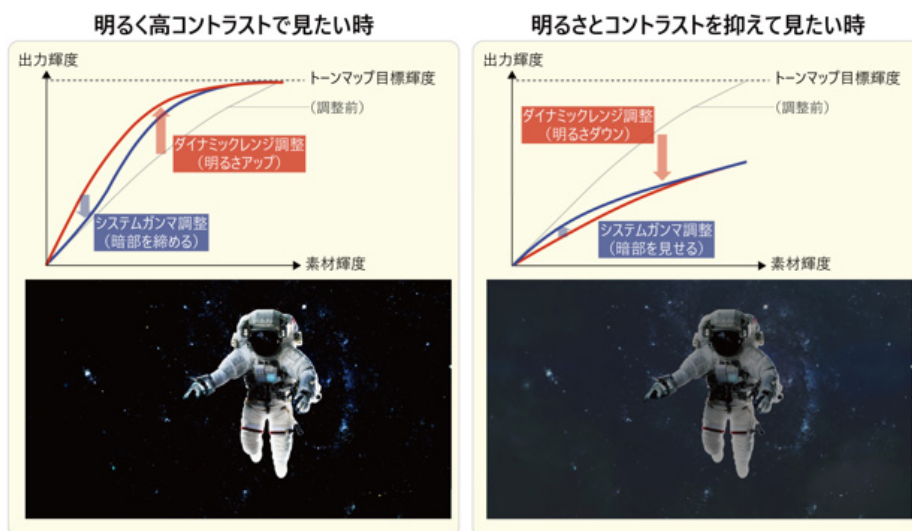 明るく高コントラストで見たい時
出力輝度
トーンマップ目標輝度
(調整前)
ダイナミックレンジ調整
(明るさアップ)
システムガンマ調整
(暗部を締める)
素材輝度
明るさとコントラストを抑えて見たい時
出力輝度
トーンマップ目標輝度
(調整前)
ダイナミックレンジ調整
(明るさダウン)
システムガンマ調整
(暗部を見せる)
素材輝度